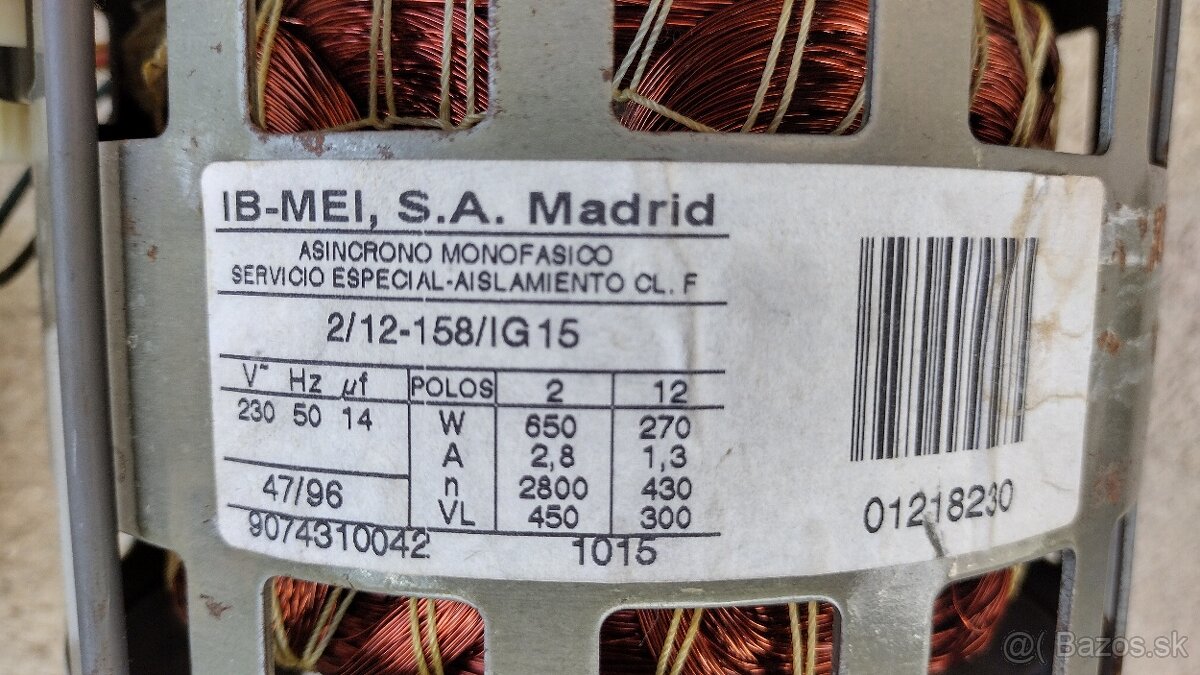 IB-MEI, S.A. Madrid
ASINCRONO MONOFASICO
SERVICIO ESPECIAL-AISLAMIENTO CL. F
2/12-158/IG15
V~ Hz µf POLOS 2 12
230 50 14 W 650 270
A 2,8 1,3
47/96 n 2800 430
VL 450 300
9074310042 1015
01218230
@( Bazos.sk